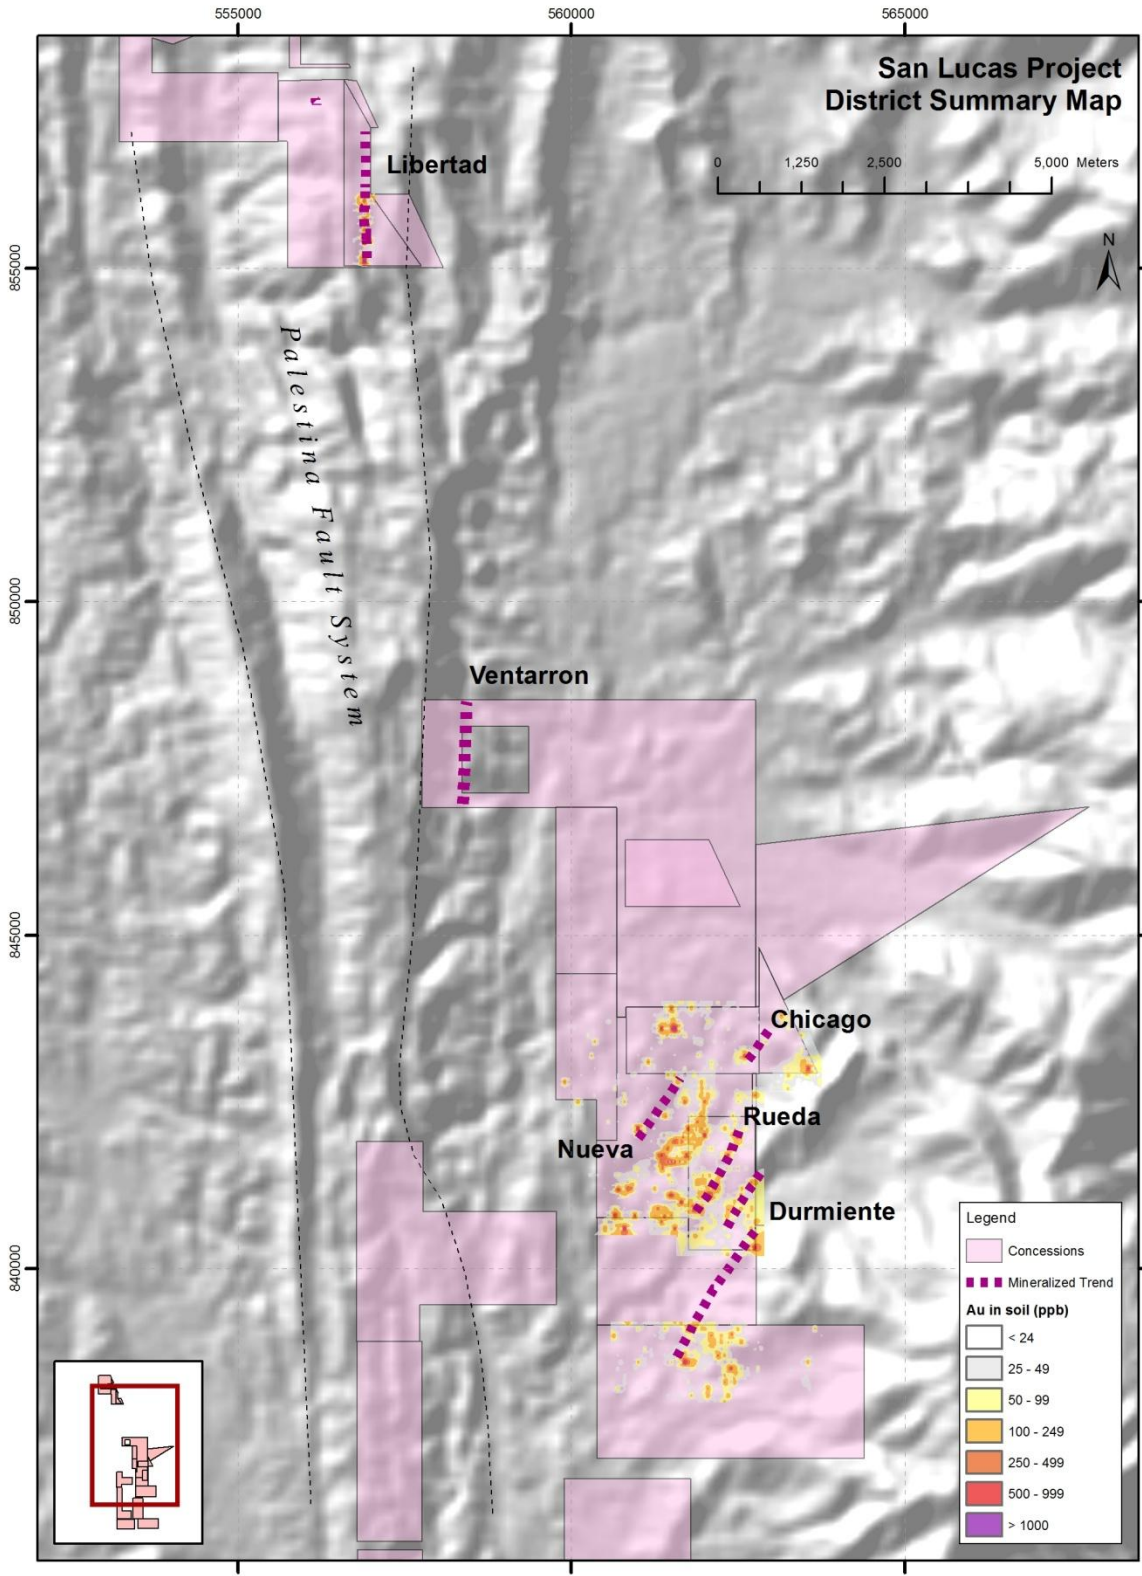 555000
560000
565000
San Lucas Project
District Summary Map
0 1,250 2,500 5,000 Meters
N
Libertad
855000
Palestina Fault System
850000
Ventarron
845000
Chicago
Rueda
Nueva
Durmiente
840000
Legend
Concessions
Mineralized Trend
Au in soil (ppb)
< 24
25 - 49
50 - 99
100 - 249
250 - 499
500 - 999
> 1000